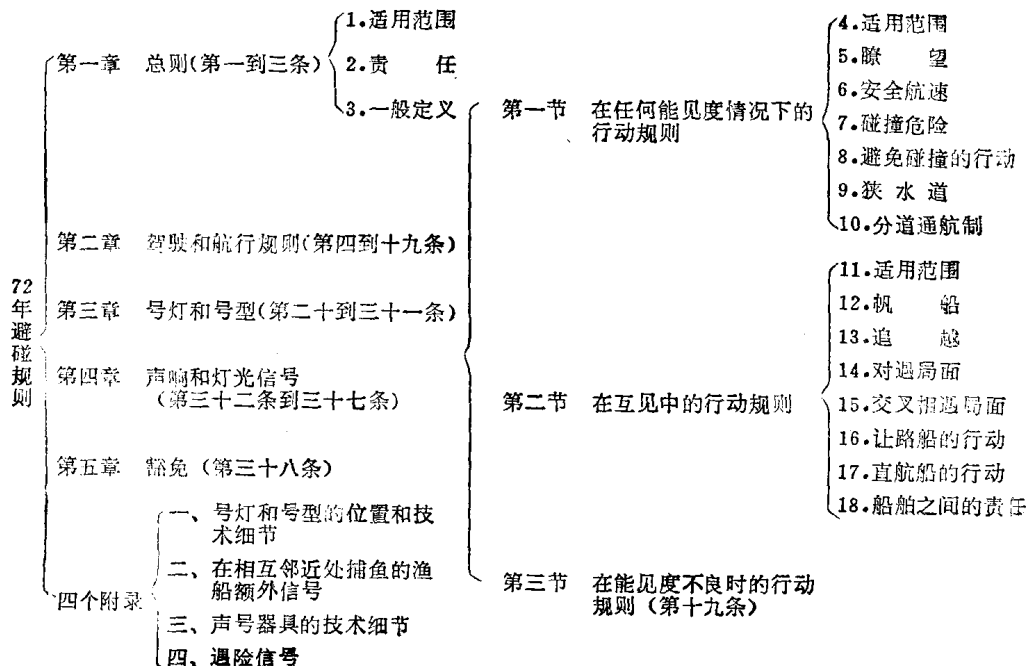 72年避碰规则
第一章 总则(第一到三条)
1.适用范围
2.责 任
3.一般定义
第二章 驾驶和航行规则(第四到十九条)
第一节 在任何能见度情况下的
行动规则
4.适用范围
5.瞭 望
6.安全航速
7.碰撞危险
8.避免碰撞的行动
9.狭水道
10.分道通航制
第二节 在互见中的行动规则
11.适用范围
12.帆 船
13.追 越
14.对遇局面
15.交叉相遇局面
16.让路船的行动
17.直航船的行动
18.船舶之间的责任
第三节 在能见度不良时的行动
规则(第十九条)
第三章 号灯和号型(第二十到三十一条)
第四章 声响和灯光信号
(第三十二条到三十七条)
第五章 豁免(第三十八条)
四个附录
一、号灯和号型的位置和技
术细节
二、在相互邻近处捕鱼的渔
船额外信号
三、声号器具的技术细节
四、遇险信号